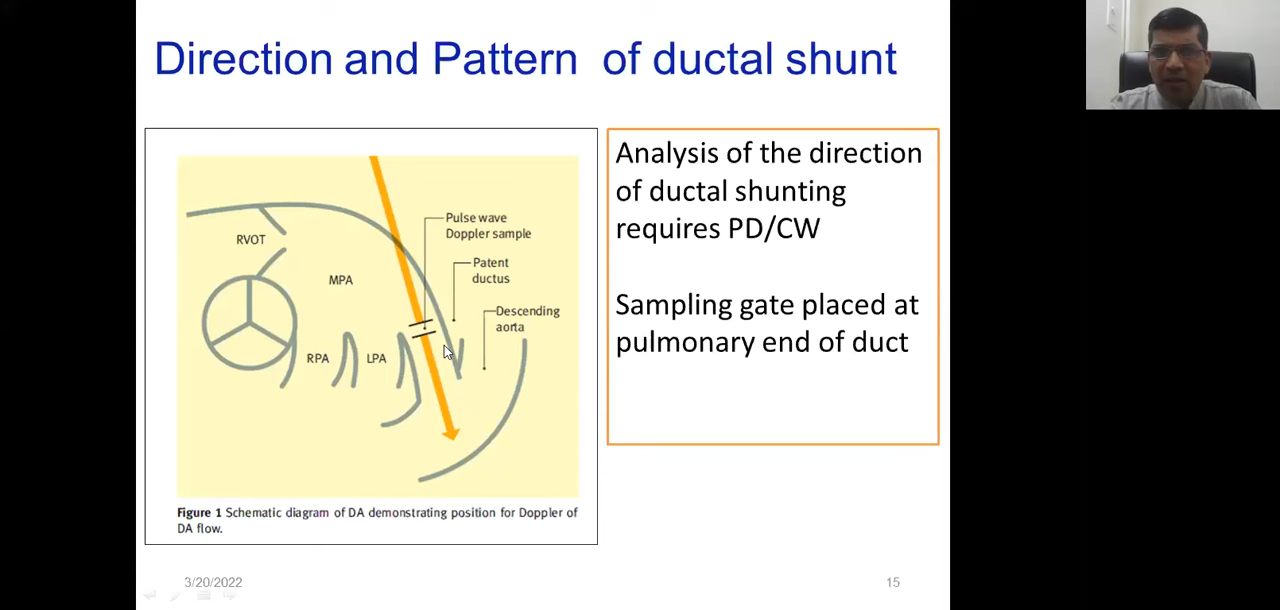 Direction and Pattern of ductal shunt
RVOT
MPA
RPA
LPA
Pulse wave
Doppler sample
Patent
ductus
Descending
aorta
Figure 1 Schematic diagram of DA demonstrating position for Doppler of
DA flow.
Analysis of the direction
of ductal shunting
requires PD/CW
Sampling gate placed at
pulmonary end of duct
3/20/2022
15